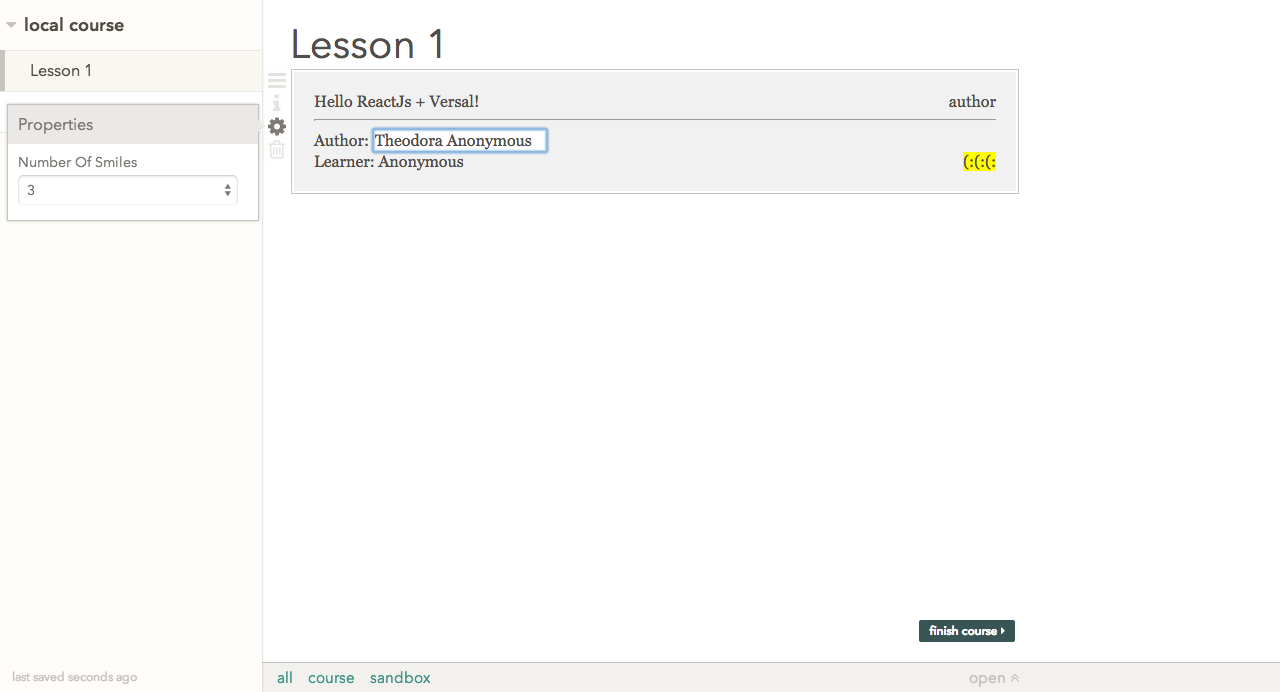 local course
Lesson 1
Properties
Number Of Smiles
3
last saved seconds ago
Lesson 1
Hello ReactJs + Versal! author
Author: Theodora Anonymous
Learner: Anonymous (:(:(:
finish course
all course sandbox open